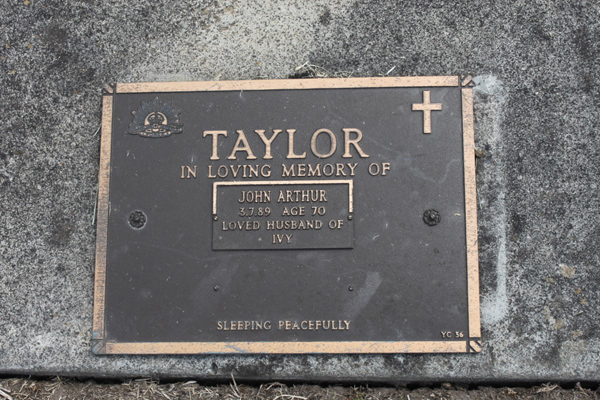 TAYLOR
IN LOVING MEMORY OF
JOHN ARTHUR
3.7.89 AGE 70
LOVED HUSBAND OF
IVY
SLEEPING PEACEFULLY
YC 56